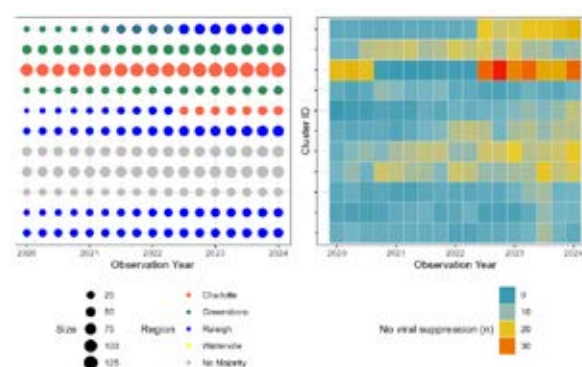 Cluster ID
2020 2021 2022 2023 2024
Observation Year
2020 2021 2022 2023 2024
Observation Year
Size
25
50
75
100
125
Region
Charlotte
Greensboro
Raleigh
Waterville
No Majority
No viral suppression (n)
0
10
20
30